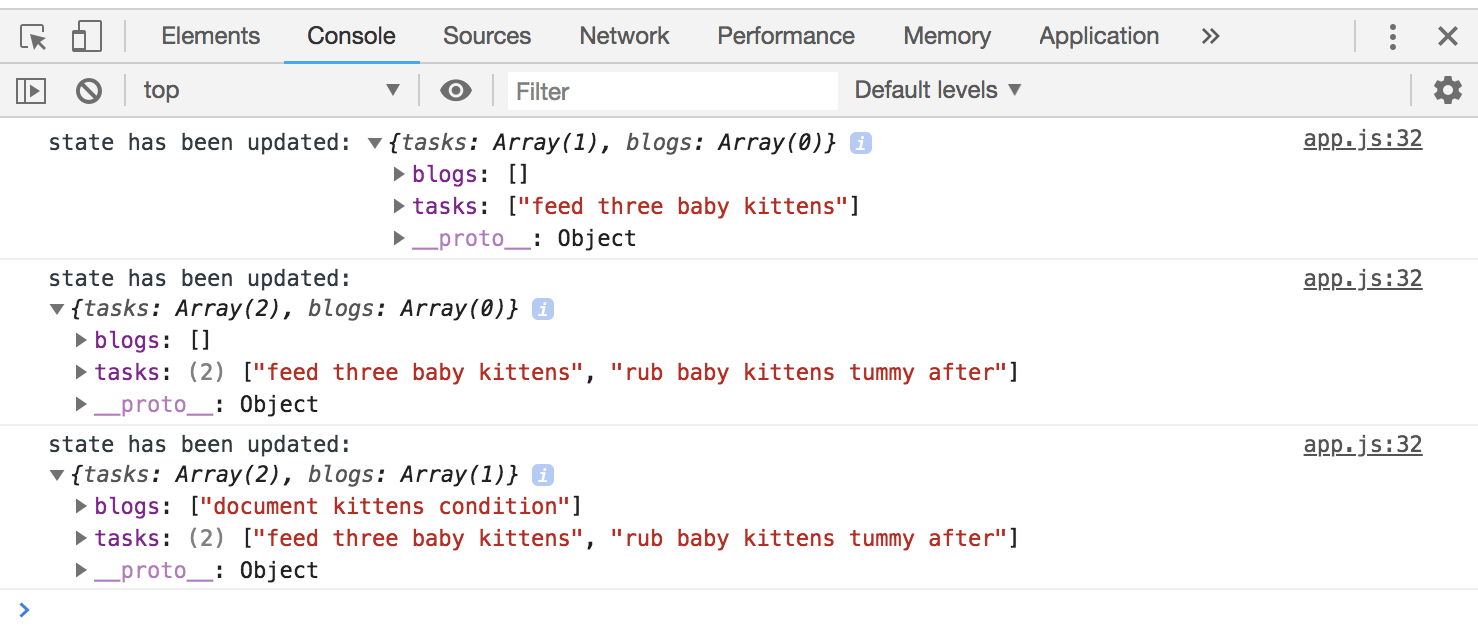 Elements Console Sources Network Performance Memory Application »
top ▼ Filter Default levels ▼
state has been updated: ▼{tasks: Array(1), blogs: Array(0)} i app.js:32
▶blogs: []
▶tasks: ["feed three baby kittens"]
▶__proto__: Object
state has been updated: app.js:32
▼{tasks: Array(2), blogs: Array(0)} i
▶blogs: []
▶tasks: (2) ["feed three baby kittens", "rub baby kittens tummy after"]
▶__proto__: Object
state has been updated: app.js:32
▼{tasks: Array(2), blogs: Array(1)} i
▶blogs: ["document kittens condition"]
▶tasks: (2) ["feed three baby kittens", "rub baby kittens tummy after"]
▶__proto__: Object
>